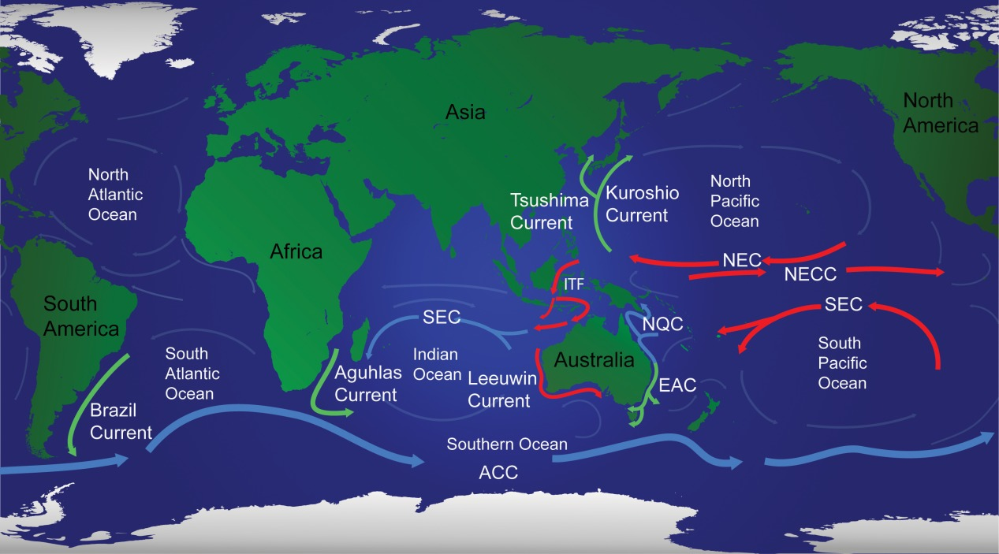 North
America
Asia
North
Atlantic
Ocean
North
Pacific
Ocean
Tsushima
Current
Kuroshio
Current
Africa
NEC
NECC
ITF
South
America
SEC
SEC
NQC
South
Atlantic
Ocean
Aguhlas
Current
Indian
Ocean
Leeuwin
Current
Australia
South
Pacific
Ocean
EAC
Brazil
Current
Southern Ocean
ACC